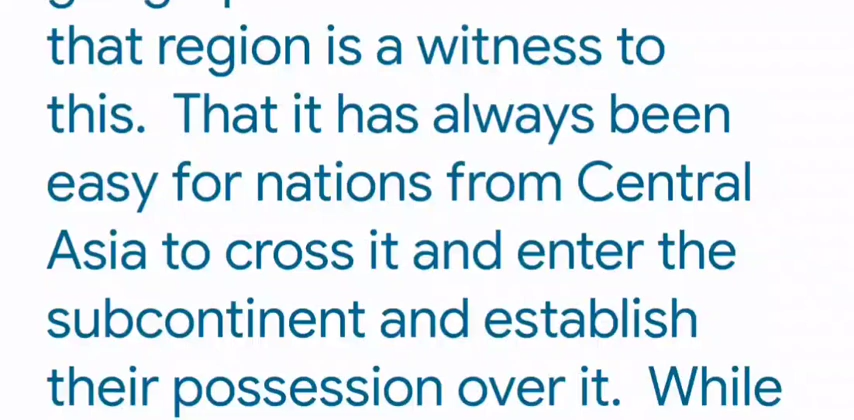 that region is a witness to
this. That it has always been
easy for nations from Central
Asia to cross it and enter the
subcontinent and establish
their possession over it. While